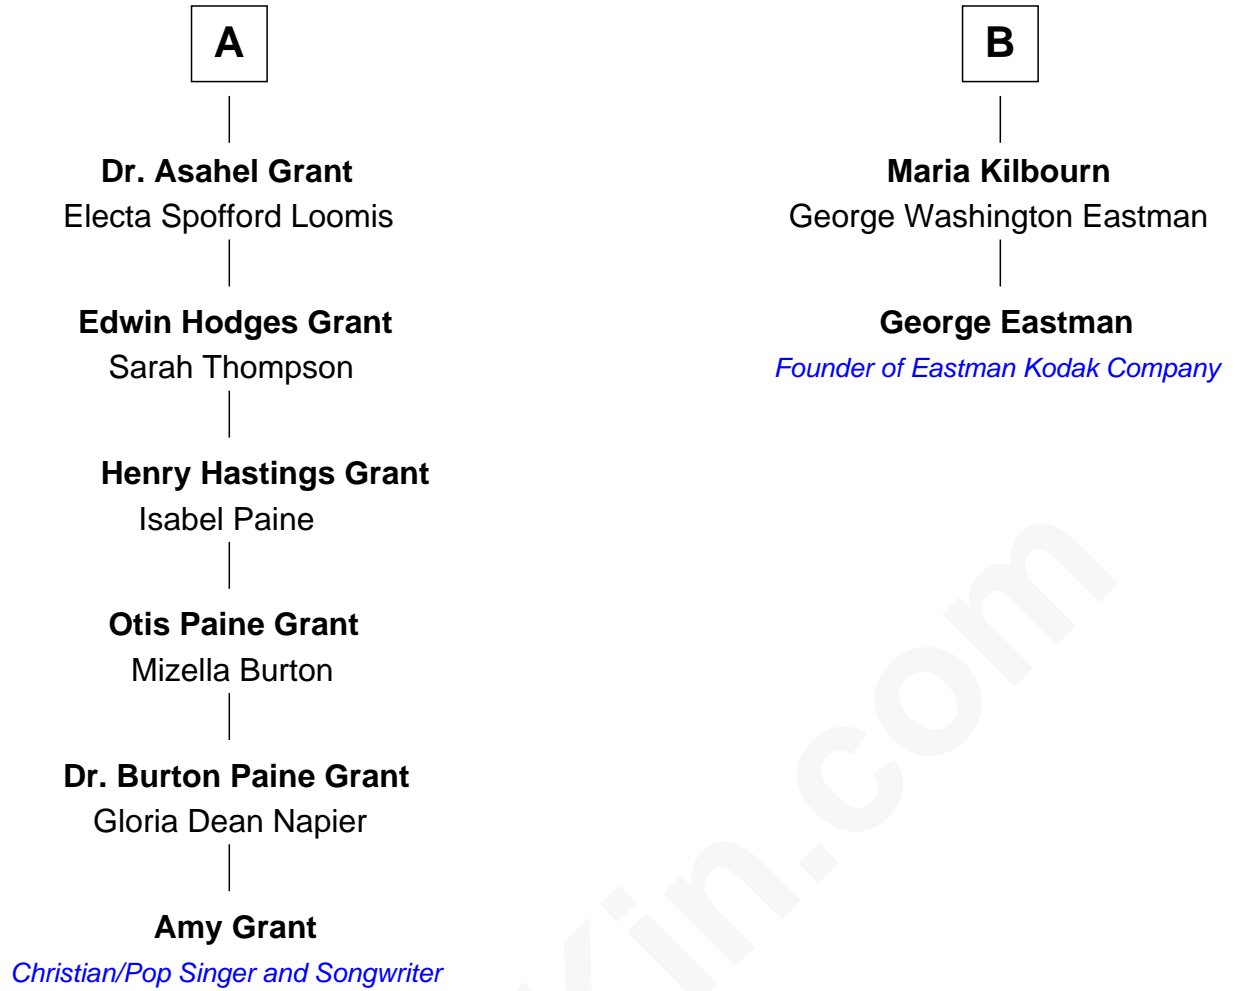 A
Dr. Asahel Grant
Electa Spofford Loomis
Edwin Hodges Grant
Sarah Thompson
Henry Hastings Grant
Isabel Paine
Otis Paine Grant
Mizella Burton
Dr. Burton Paine Grant
Gloria Dean Napier
Amy Grant
Christian/Pop Singer and Songwriter
B
Maria Kilbourn
George Washington Eastman
George Eastman
Founder of Eastman Kodak Company
Kin.com